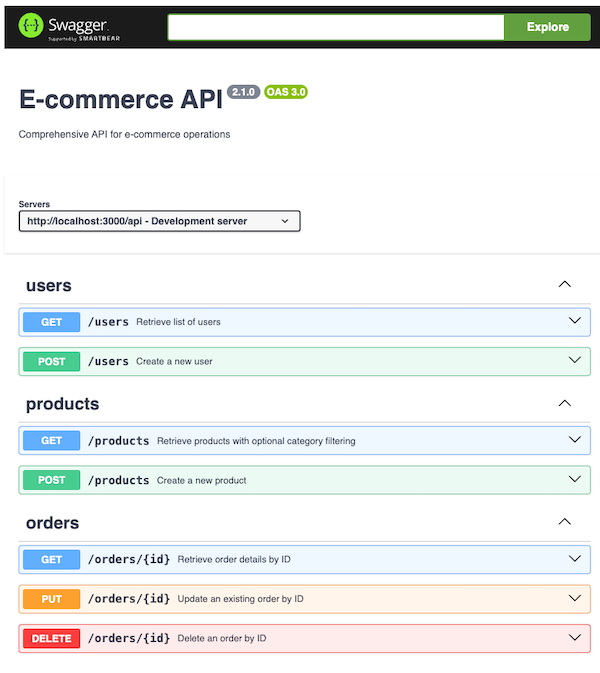 Swagger
Supported by SMARTBEAR
Explore
E-commerce API 2.1.0 OAS 3.0
Comprehensive API for e-commerce operations
Servers
http://localhost:3000/api - Development server
users
GET /users Retrieve list of users
POST /users Create a new user
products
GET /products Retrieve products with optional category filtering
POST /products Create a new product
orders
GET /orders/{id} Retrieve order details by ID
PUT /orders/{id} Update an existing order by ID
DELETE /orders/{id} Delete an order by ID